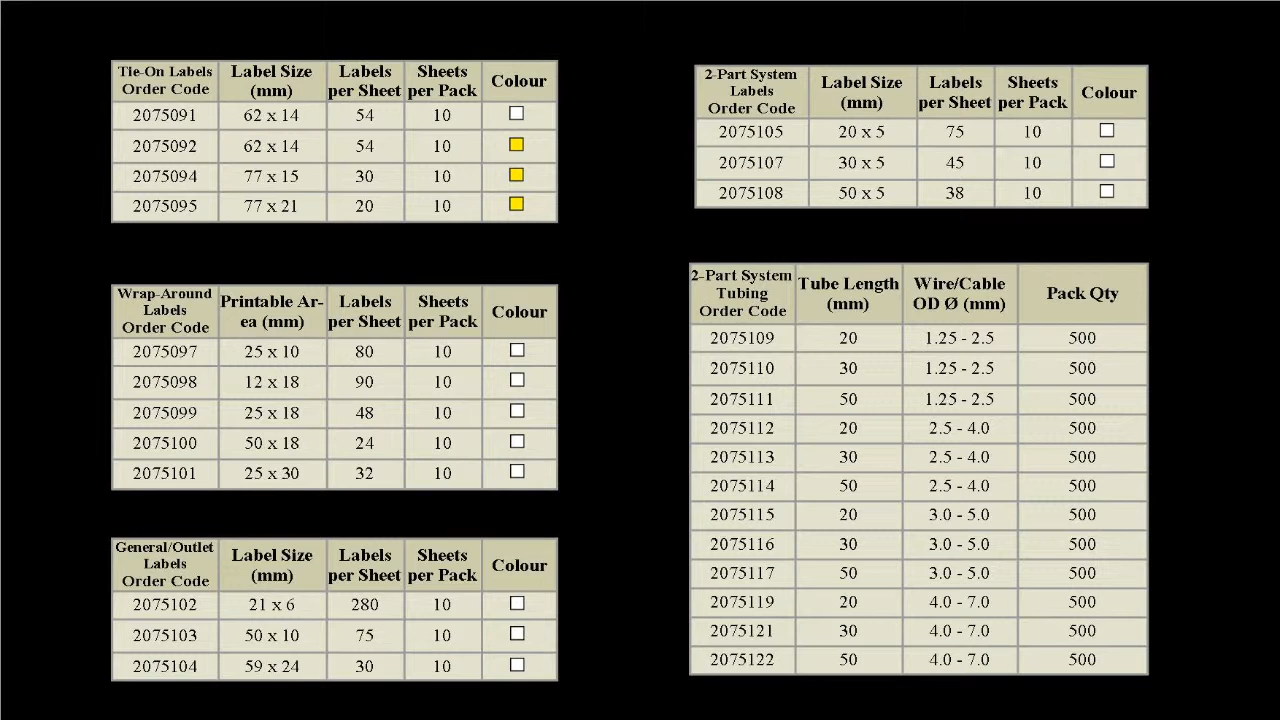 Tie-On Labels Order Code | Label Size (mm) | Labels per Sheet | Sheets per Pack | Colour
2075091 | 62 x 14 | 54 | 10
2075092 | 62 x 14 | 54 | 10
2075094 | 77 x 15 | 30 | 10
2075095 | 77 x 21 | 20 | 10
Wrap-Around Labels Order Code | Printable Ar-ea (mm) | Labels per Sheet | Sheets per Pack | Colour
2075097 | 25 x 10 | 80 | 10
2075098 | 12 x 18 | 90 | 10
2075099 | 25 x 18 | 48 | 10
2075100 | 50 x 18 | 24 | 10
2075101 | 25 x 30 | 32 | 10
General/Outlet Labels Order Code | Label Size (mm) | Labels per Sheet | Sheets per Pack | Colour
2075102 | 21 x 6 | 280 | 10
2075103 | 50 x 10 | 75 | 10
2075104 | 59 x 24 | 30 | 10
2-Part System Labels Order Code | Label Size (mm) | Labels per Sheet | Sheets per Pack | Colour
2075105 | 20 x 5 | 75 | 10
2075107 | 30 x 5 | 45 | 10
2075108 | 50 x 5 | 38 | 10
2-Part System Tubing Order Code | Tube Length (mm) | Wire/Cable OD Ø (mm) | Pack Qty
2075109 | 20 | 1.25 - 2.5 | 500
2075110 | 30 | 1.25 - 2.5 | 500
2075111 | 50 | 1.25 - 2.5 | 500
2075112 | 20 | 2.5 - 4.0 | 500
2075113 | 30 | 2.5 - 4.0 | 500
2075114 | 50 | 2.5 - 4.0 | 500
2075115 | 20 | 3.0 - 5.0 | 500
2075116 | 30 | 3.0 - 5.0 | 500
2075117 | 50 | 3.0 - 5.0 | 500
2075119 | 20 | 4.0 - 7.0 | 500
2075121 | 30 | 4.0 - 7.0 | 500
2075122 | 50 | 4.0 - 7.0 | 500